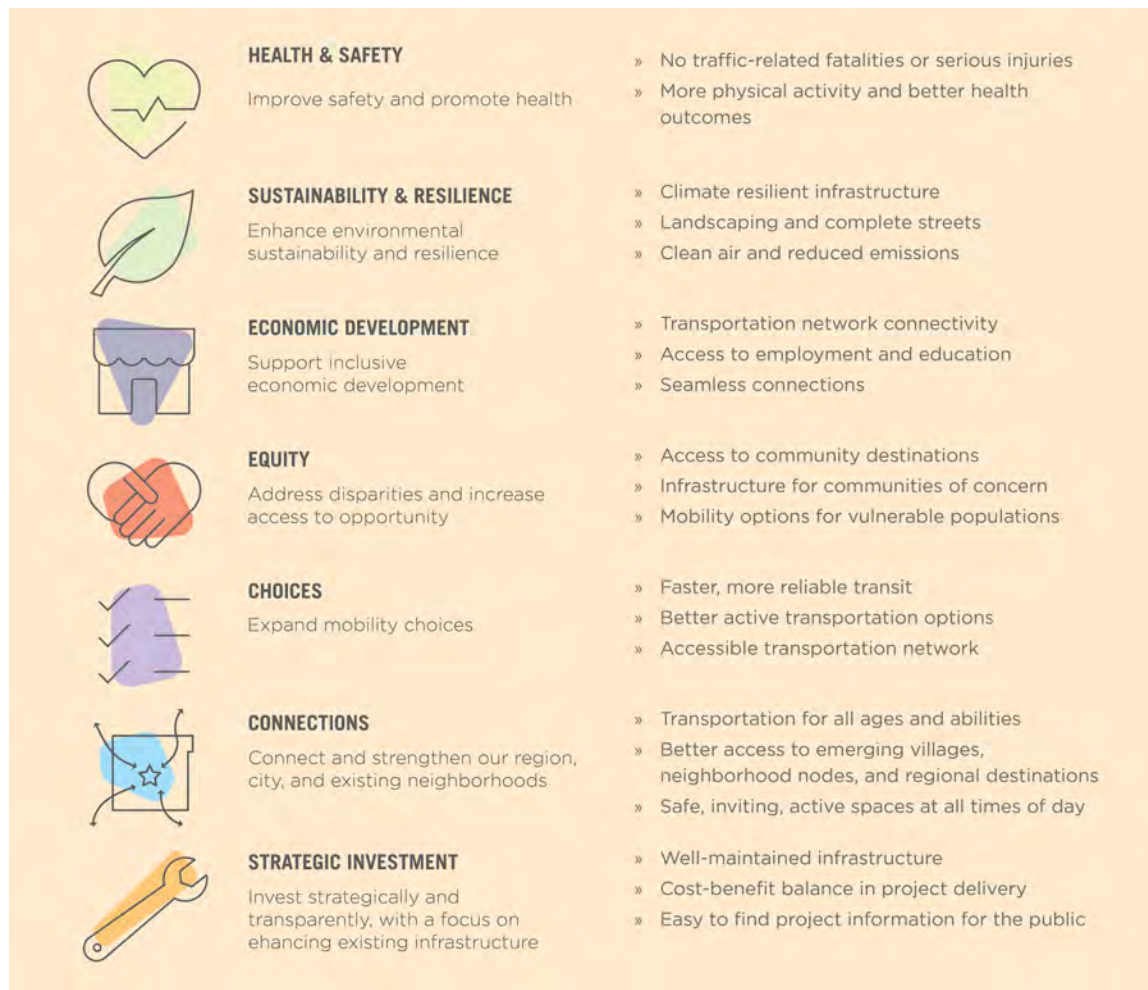 HEALTH & SAFETY
Improve safety and promote health
» No traffic-related fatalities or serious injuries
» More physical activity and better health
outcomes
SUSTAINABILITY & RESILIENCE
Enhance environmental
sustainability and resilience
» Climate resilient infrastructure
» Landscaping and complete streets
» Clean air and reduced emissions
ECONOMIC DEVELOPMENT
Support inclusive
economic development
» Transportation network connectivity
» Access to employment and education
» Seamless connections
EQUITY
Address disparities and increase
access to opportunity
» Access to community destinations
» Infrastructure for communities of concern
» Mobility options for vulnerable populations
CHOICES
Expand mobility choices
» Faster, more reliable transit
» Better active transportation options
» Accessible transportation network
CONNECTIONS
Connect and strengthen our region,
city, and existing neighborhoods
» Transportation for all ages and abilities
» Better access to emerging villages,
neighborhood nodes, and regional destinations
» Safe, inviting, active spaces at all times of day
STRATEGIC INVESTMENT
Invest strategically and
transparently, with a focus on
ehancing existing infrastructure
» Well-maintained infrastructure
» Cost-benefit balance in project delivery
» Easy to find project information for the public